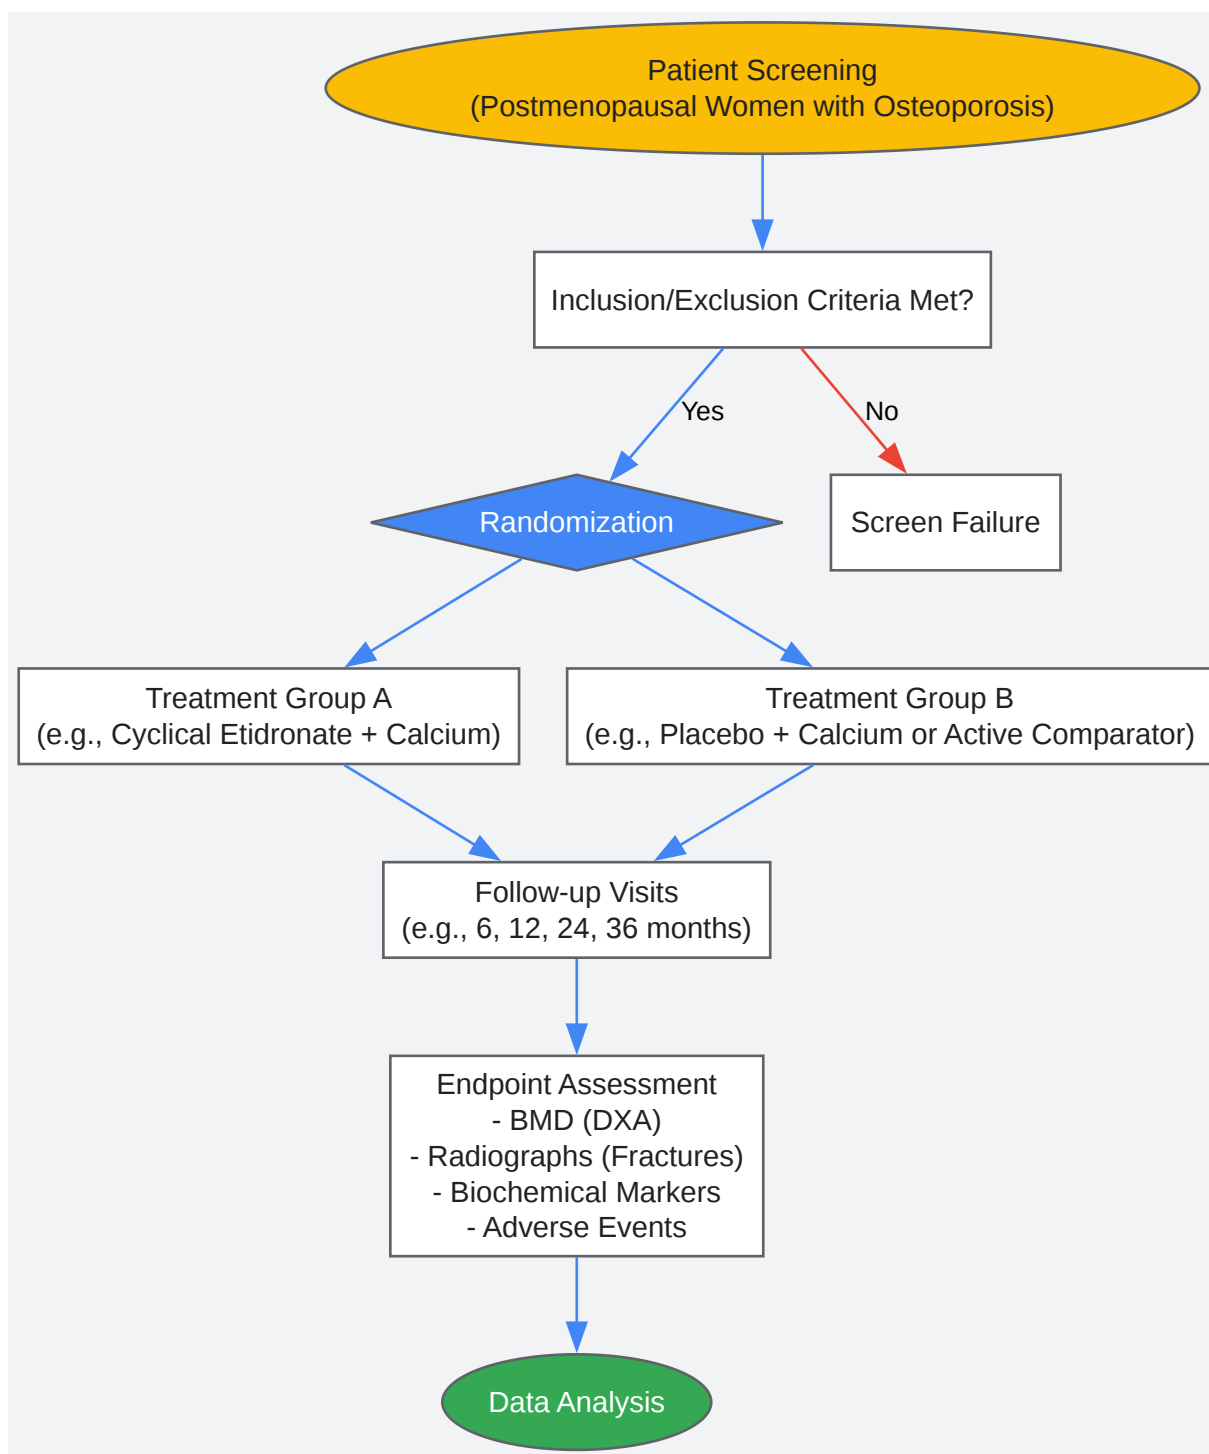 Patient Screening
(Postmenopausal Women with Osteoporosis)
Inclusion/Exclusion Criteria Met?
Yes
No
Randomization
Screen Failure
Treatment Group A
(e.g., Cyclical Etidronate + Calcium)
Treatment Group B
(e.g., Placebo + Calcium or Active Comparator)
Follow-up Visits
(e.g., 6, 12, 24, 36 months)
Endpoint Assessment
- BMD (DXA)
- Radiographs (Fractures)
- Biochemical Markers
- Adverse Events
Data Analysis